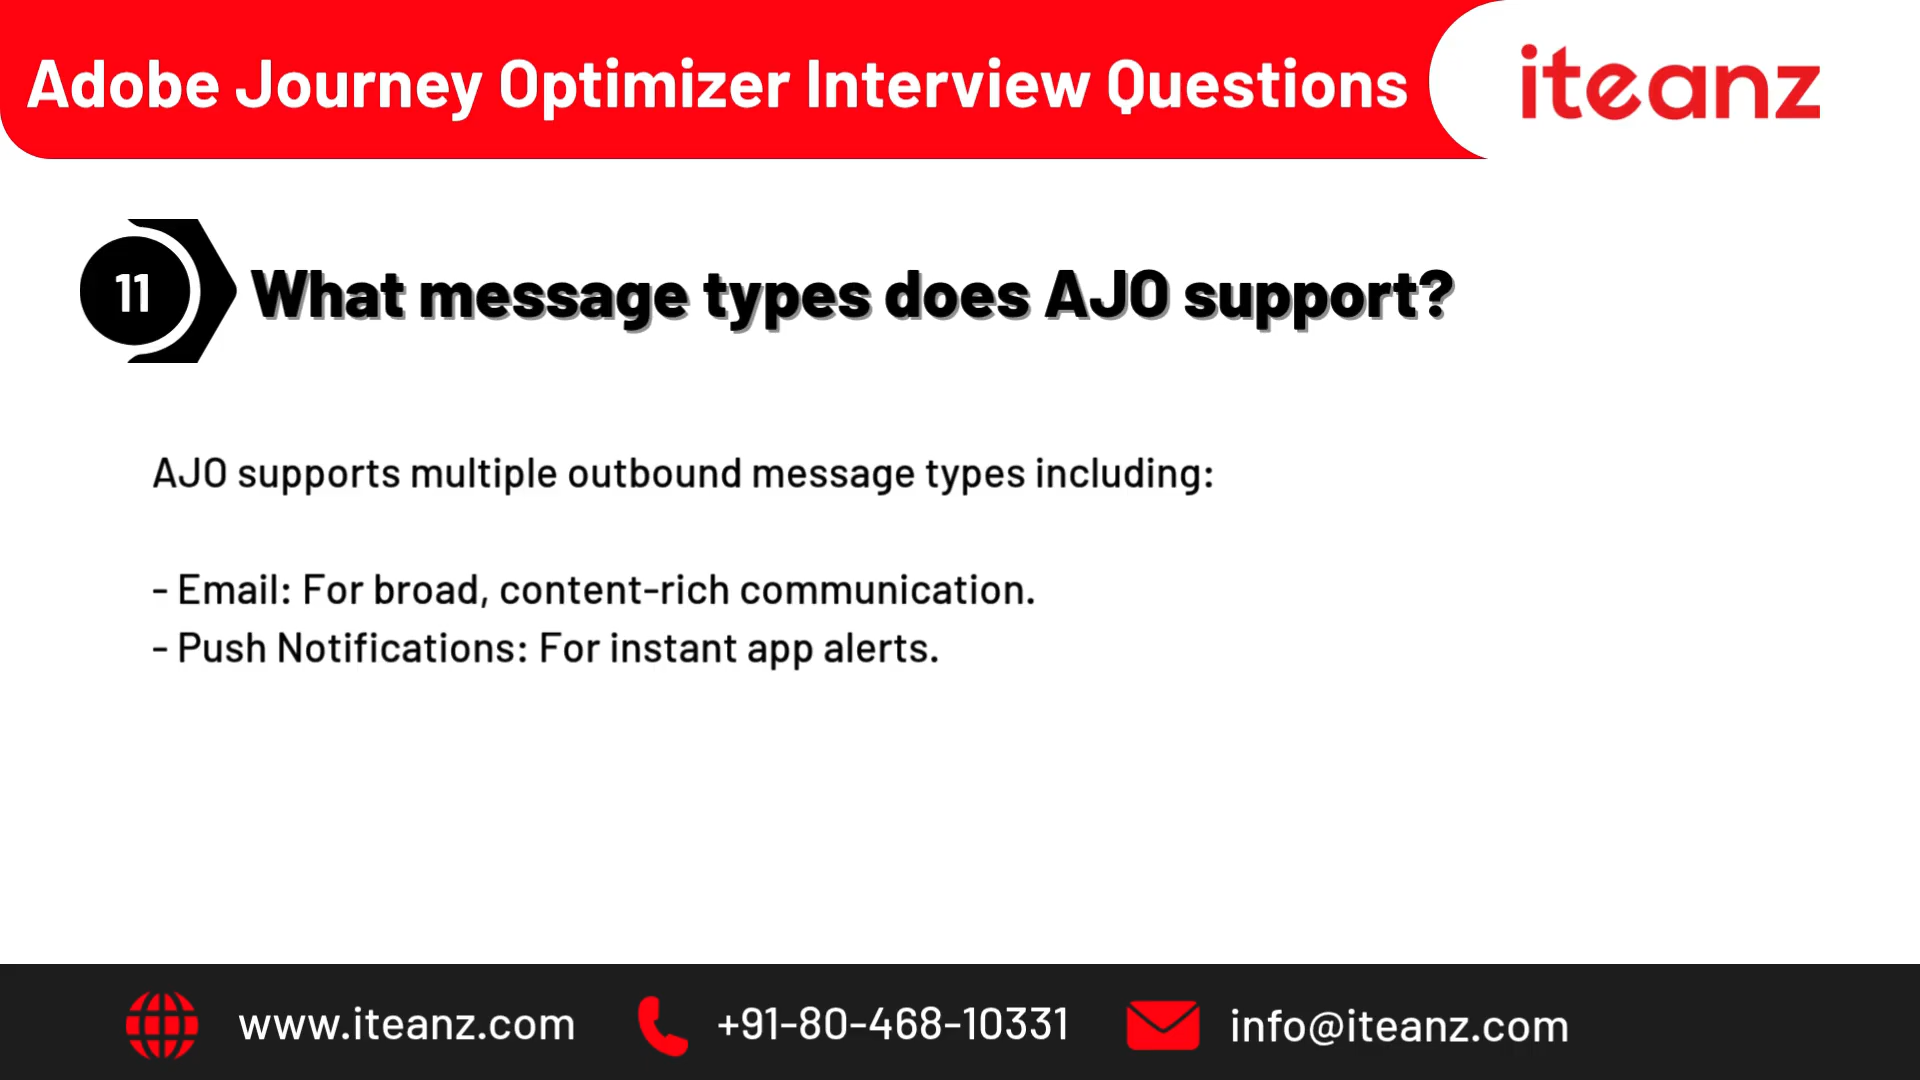 Adobe Journey Optimizer Interview Questions
iteanz
11
What message types does AJO support?
AJO supports multiple outbound message types including:
- Email: For broad, content-rich communication.
- Push Notifications: For instant app alerts.
www.iteanz.com
+91-80-468-10331
info@iteanz.com